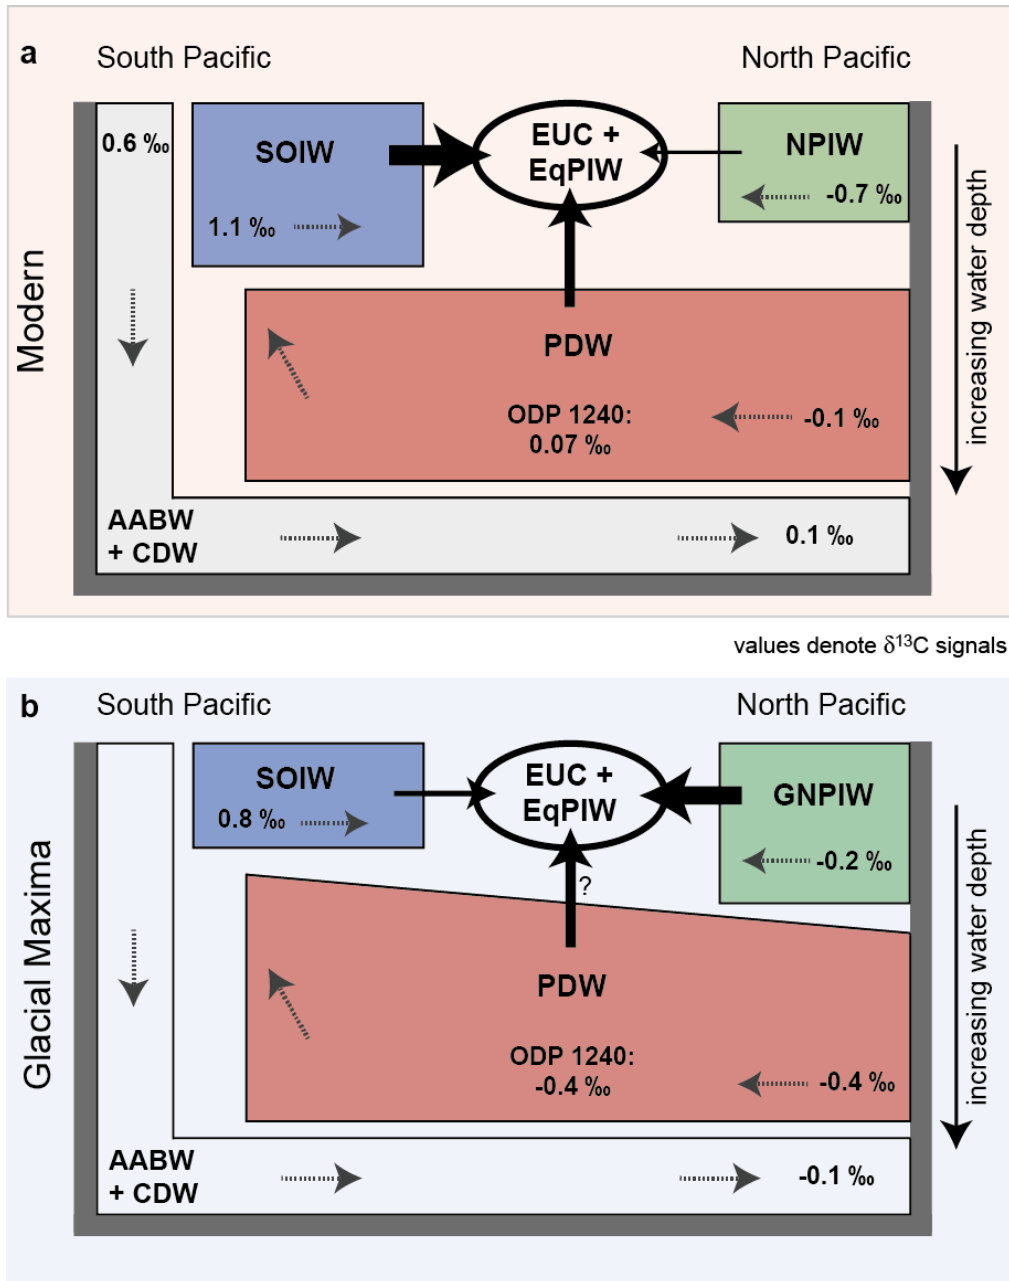 a
South Pacific
North Pacific
0.6 ‰
SOIW
EUC +
EqPIW
NPIW
-0.7 ‰
1.1 ‰
Modern
PDW
ODP 1240:
0.07 ‰
-0.1 ‰
increasing water depth
AABW
+ CDW
0.1 ‰
values denote δ¹³C signals
b
South Pacific
North Pacific
SOIW
0.8 ‰
EUC +
EqPIW
GNPIW
-0.2 ‰
?
Glacial Maxima
PDW
ODP 1240:
-0.4 ‰
-0.4 ‰
increasing water depth
AABW
+ CDW
-0.1 ‰